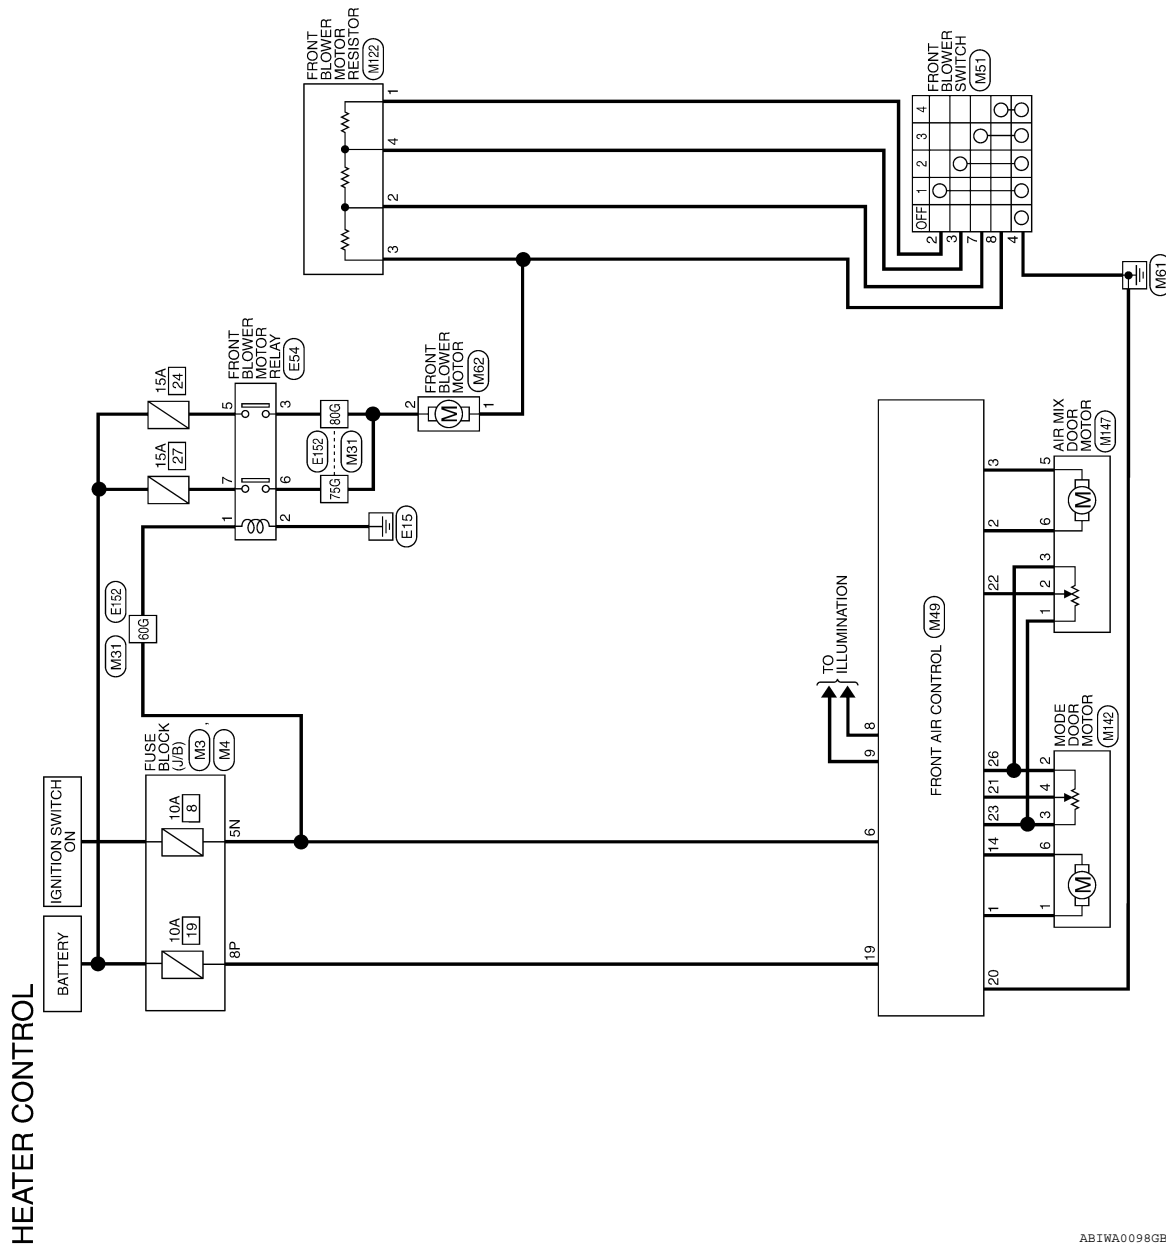 HEATER CONTROL
BATTERY
IGNITION SWITCH
ON
FUSE
BLOCK
(J/B)
M3
,
M4
10A
19
8P
10A
8
5N
M31
E152
60G
15A
27
15A
24
FRONT
BLOWER
MOTOR
RELAY
E54
1
7
5
2
6
3
E15
75G
80G
E152
M31
FRONT
BLOWER
MOTOR
M62
2
M
1
FRONT
BLOWER
MOTOR
RESISTOR
M122
3
2
4
1
FRONT
BLOWER
SWITCH
M51
OFF
1
2
3
4
2
3
7
8
4
M61
TO
ILLUMINATION
19
6
9
8
FRONT AIR CONTROL
M49
20
1
14
23
21
26
22
2
3
MODE
DOOR
MOTOR
M142
1
6
3
4
2
M
AIR MIX
DOOR
MOTOR
M147
1
2
3
6
5
M
ABIWA0098GB